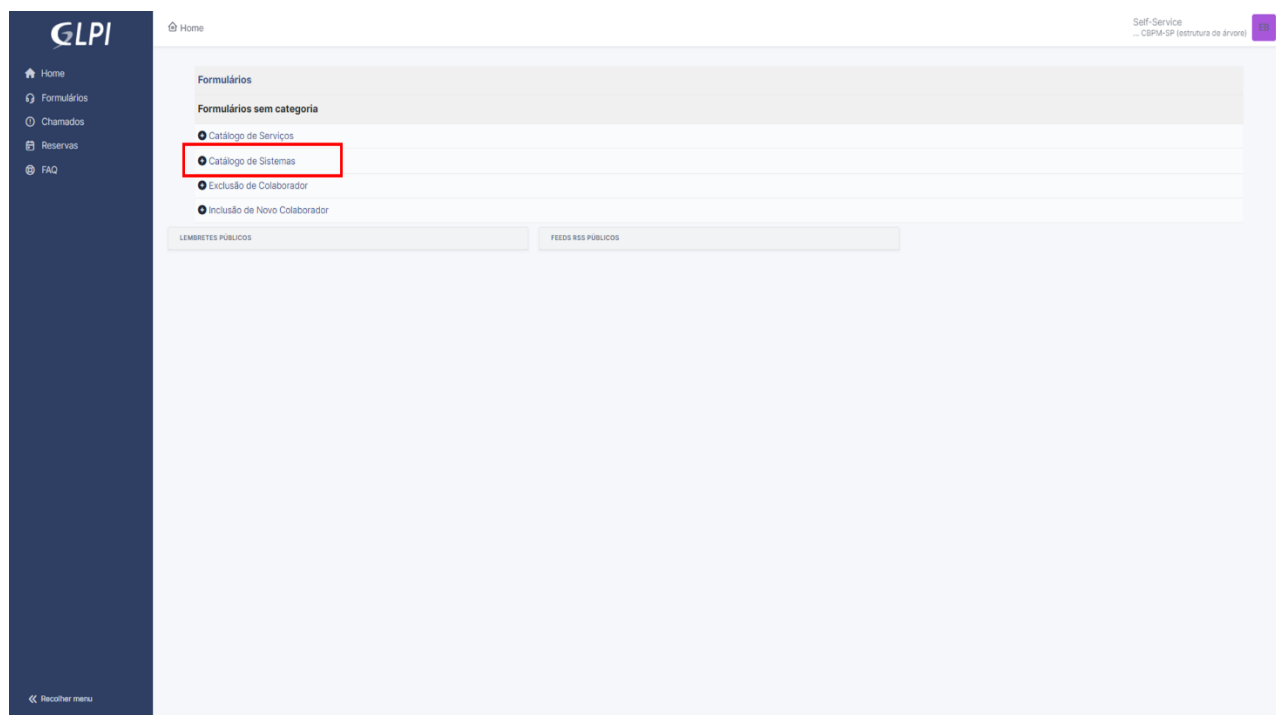 GLPI
Home
Formulários
Chamados
Reservas
FAQ
Recolher menu
Home
Self-Service
... CBPM-SP (estrutura de árvore)
Formulários
Formulários sem categoria
Catálogo de Serviços
Catálogo de Sistemas
Exclusão de Colaborador
Inclusão de Novo Colaborador
LEMBRETES PÚBLICOS
FEEDS RSS PÚBLICOS